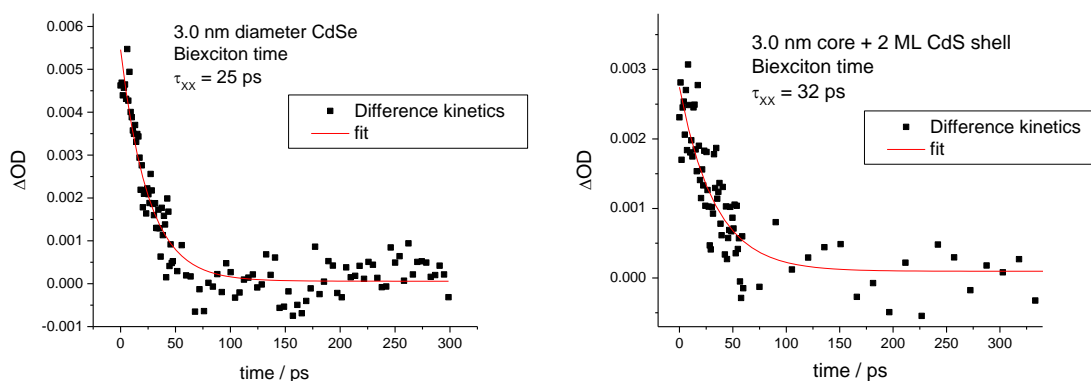 0.006
0.005
0.004
0.003
0.002
0.001
0.000
-0.001
ΔOD
0 50 100 150 200 250 300
time / ps
3.0 nm diameter CdSe
Biexciton time
τXX = 25 ps
Difference kinetics
fit
0.003
0.002
0.001
0.000
ΔOD
0 50 100 150 200 250 300
time / ps
3.0 nm core + 2 ML CdS shell
Biexciton time
τXX = 32 ps
Difference kinetics
fit